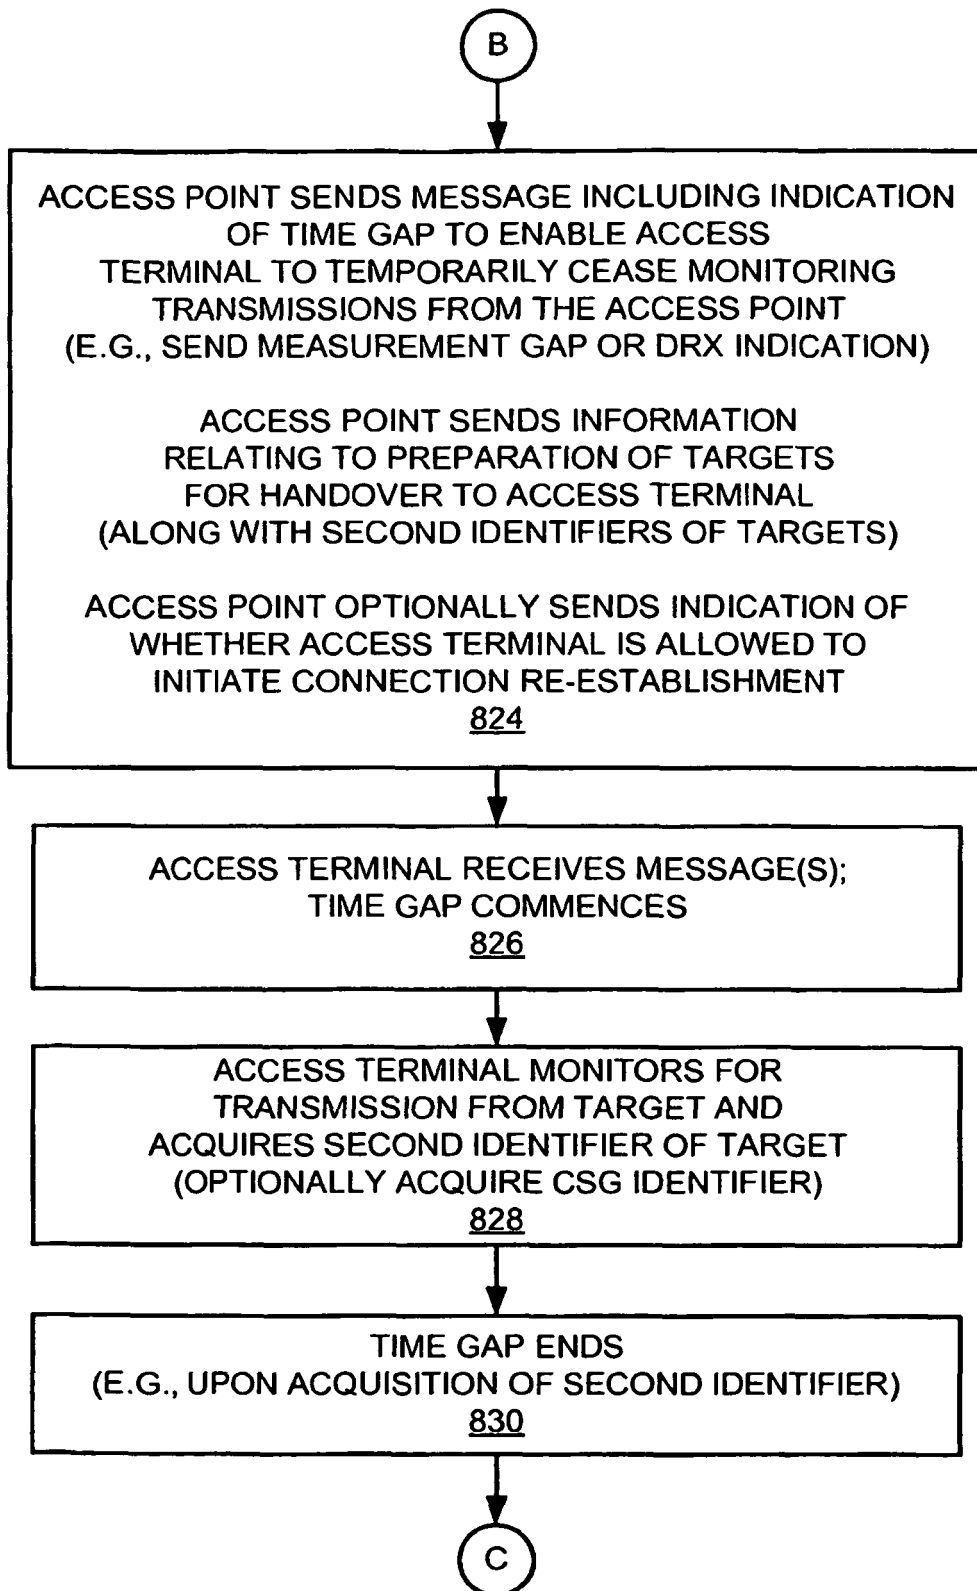 B
ACCESS POINT SENDS MESSAGE INCLUDING INDICATION
OF TIME GAP TO ENABLE ACCESS
TERMINAL TO TEMPORARILY CEASE MONITORING
TRANSMISSIONS FROM THE ACCESS POINT
(E.G., SEND MEASUREMENT GAP OR DRX INDICATION)
ACCESS POINT SENDS INFORMATION
RELATING TO PREPARATION OF TARGETS
FOR HANDOVER TO ACCESS TERMINAL
(ALONG WITH SECOND IDENTIFIERS OF TARGETS)
ACCESS POINT OPTIONALLY SENDS INDICATION OF
WHETHER ACCESS TERMINAL IS ALLOWED TO
INITIATE CONNECTION RE-ESTABLISHMENT
824
ACCESS TERMINAL RECEIVES MESSAGE(S);
TIME GAP COMMENCES
826
ACCESS TERMINAL MONITORS FOR
TRANSMISSION FROM TARGET AND
ACQUIRES SECOND IDENTIFIER OF TARGET
(OPTIONALLY ACQUIRE CSG IDENTIFIER)
828
TIME GAP ENDS
(E.G., UPON ACQUISITION OF SECOND IDENTIFIER)
830
C